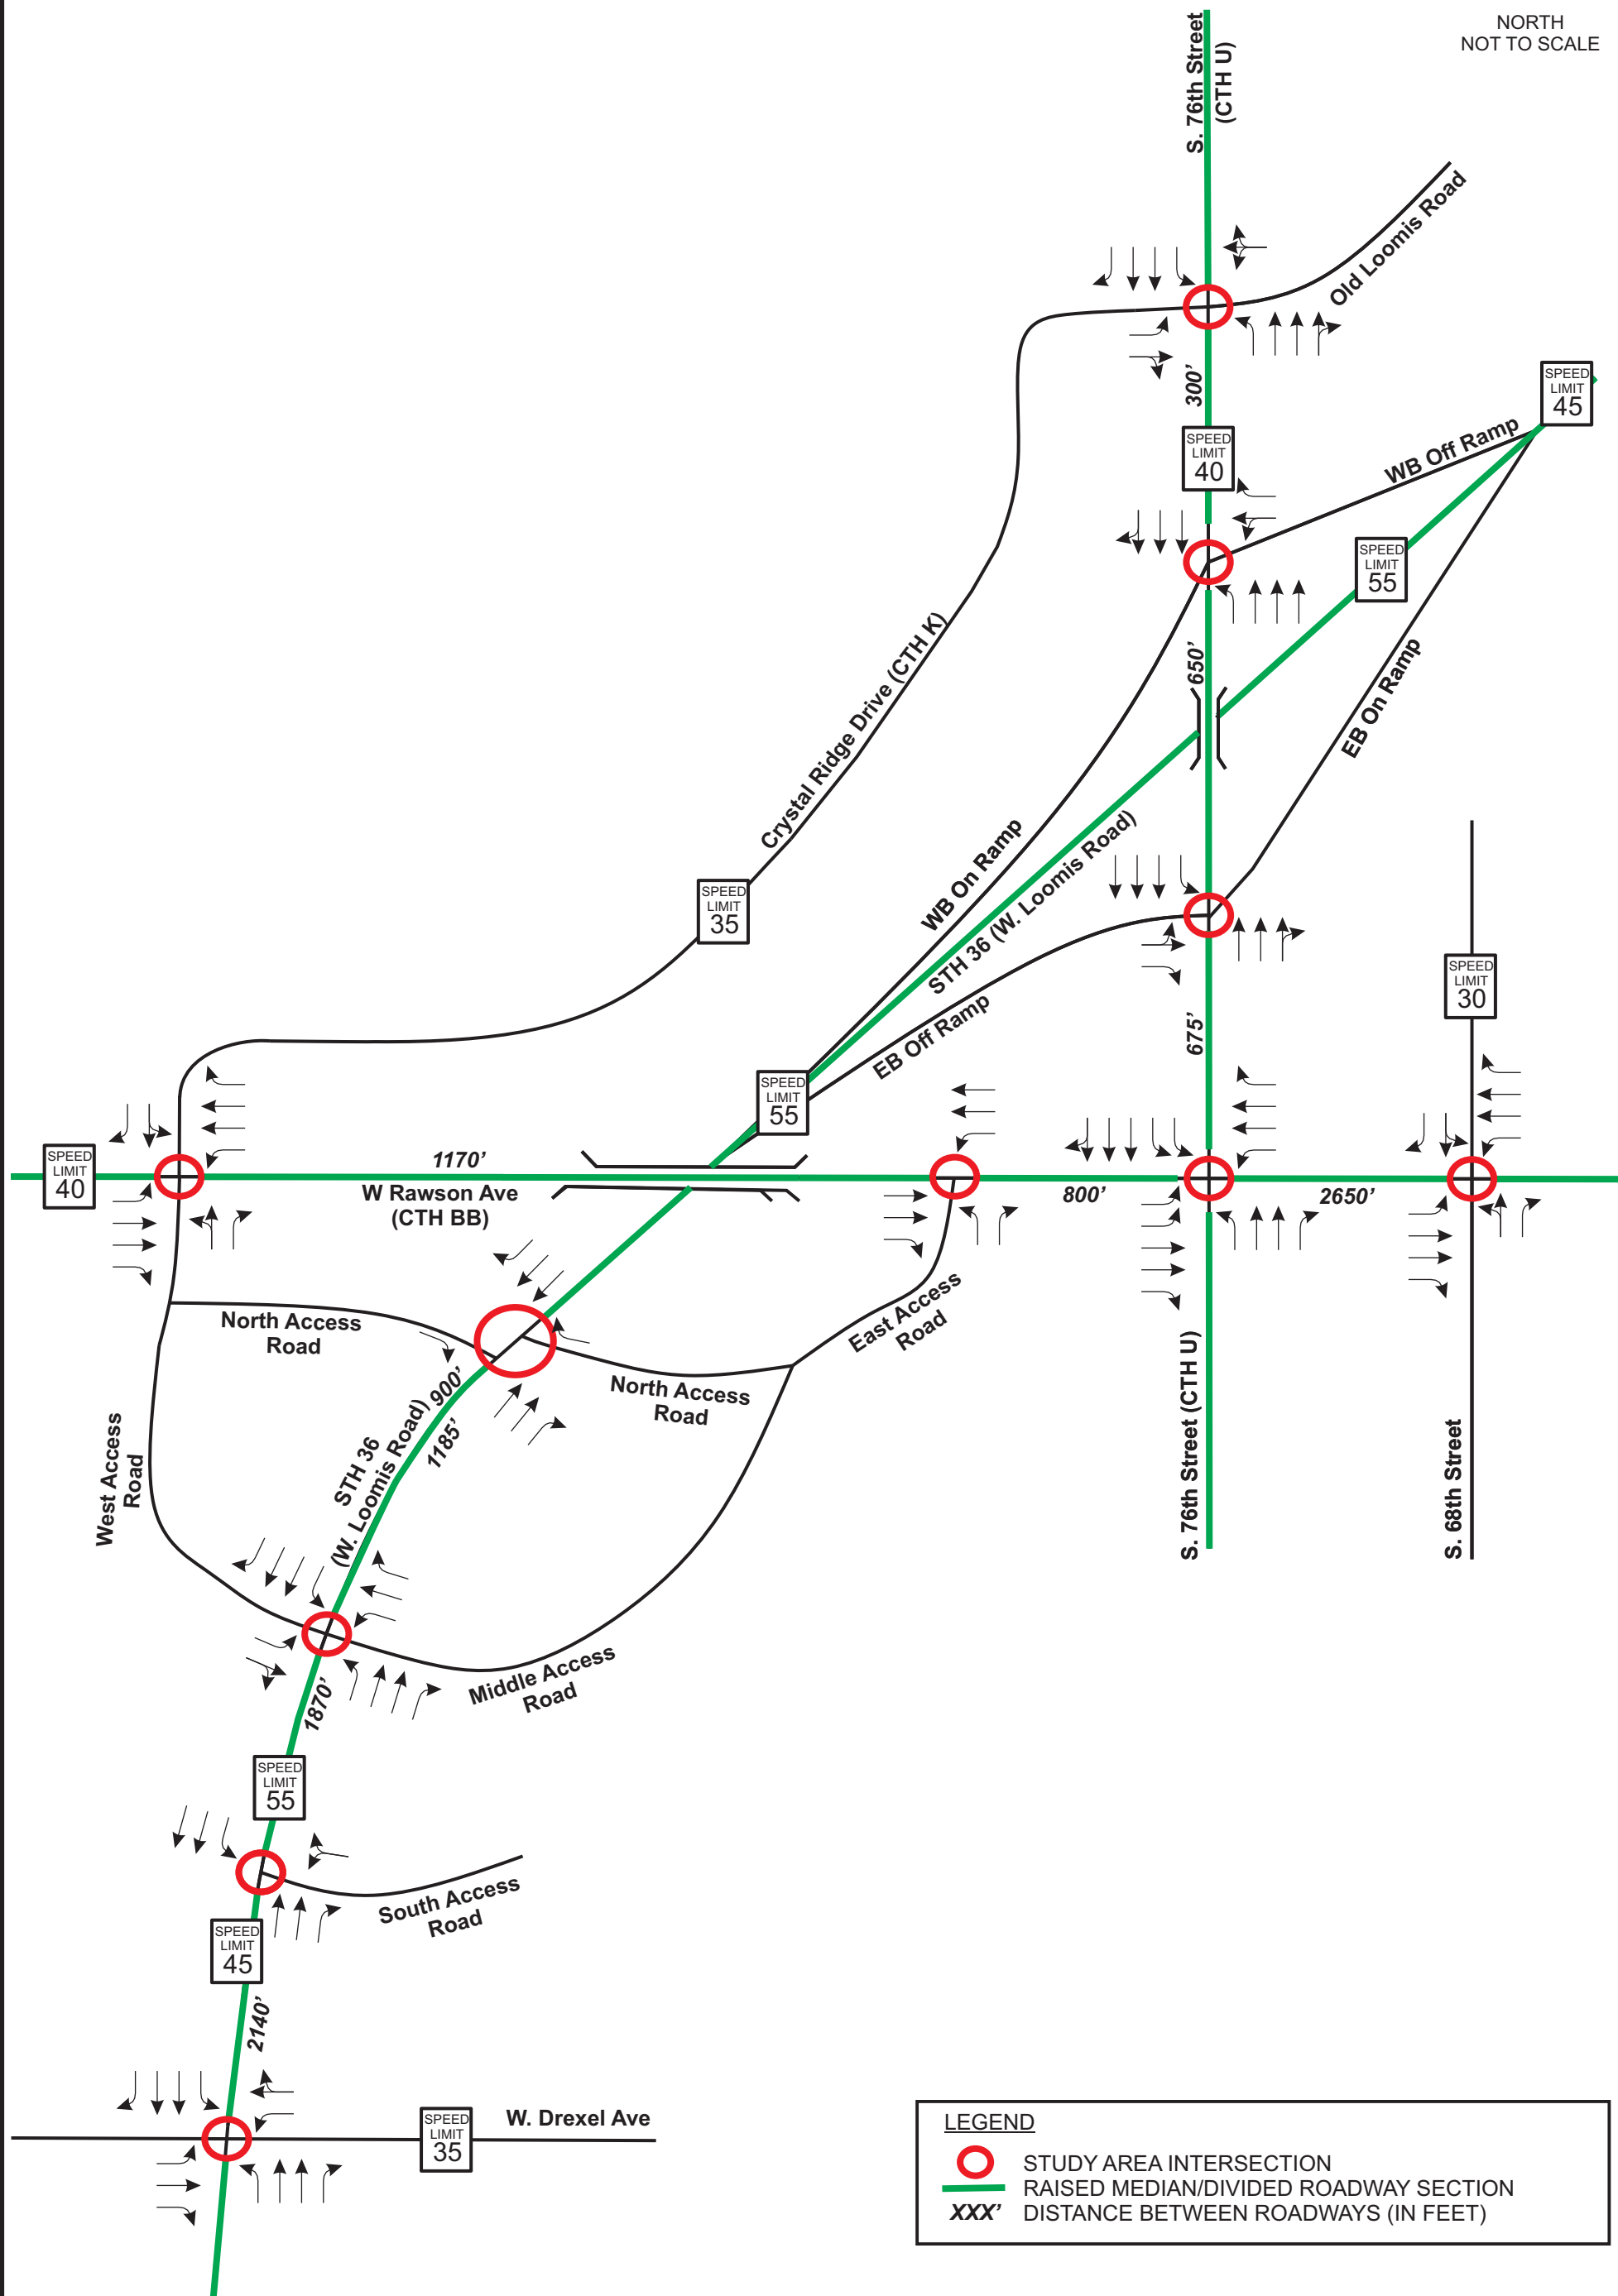 NORTH
NOT TO SCALE
S. 76th Street
(CTH U)
Old Loomis Road
300’
SPEED
LIMIT
45
WB Off Ramp
SPEED
LIMIT
40
SPEED
LIMIT
55
650’
EB On Ramp
Crystal Ridge Drive (CTH K)
WB On Ramp
STH 36 (W. Loomis Road)
SPEED
LIMIT
35
EB Off Ramp
675’
SPEED
LIMIT
30
SPEED
LIMIT
55
SPEED
LIMIT
40
1170’
W Rawson Ave
(CTH BB)
800’
2650’
North Access
Road
East Access
Road
North Access
Road
900’
1185’
STH 36
(W. Loomis Road)
West Access
Road
S. 76th Street (CTH U)
S. 68th Street
Middle Access
Road
1870’
SPEED
LIMIT
55
South Access
Road
SPEED
LIMIT
45
2140’
W. Drexel Ave
SPEED
LIMIT
35
LEGEND
STUDY AREA INTERSECTION
RAISED MEDIAN/DIVIDED ROADWAY SECTION
XXX’ DISTANCE BETWEEN ROADWAYS (IN FEET)